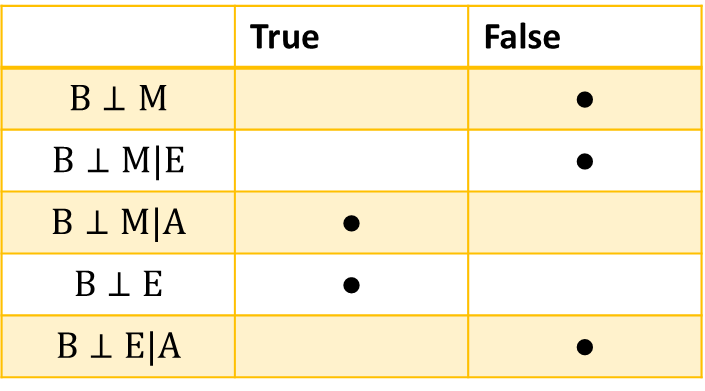 True False
B ⊥ M ●
B ⊥ M|E ●
B ⊥ M|A ●
B ⊥ E ●
B ⊥ E|A ●